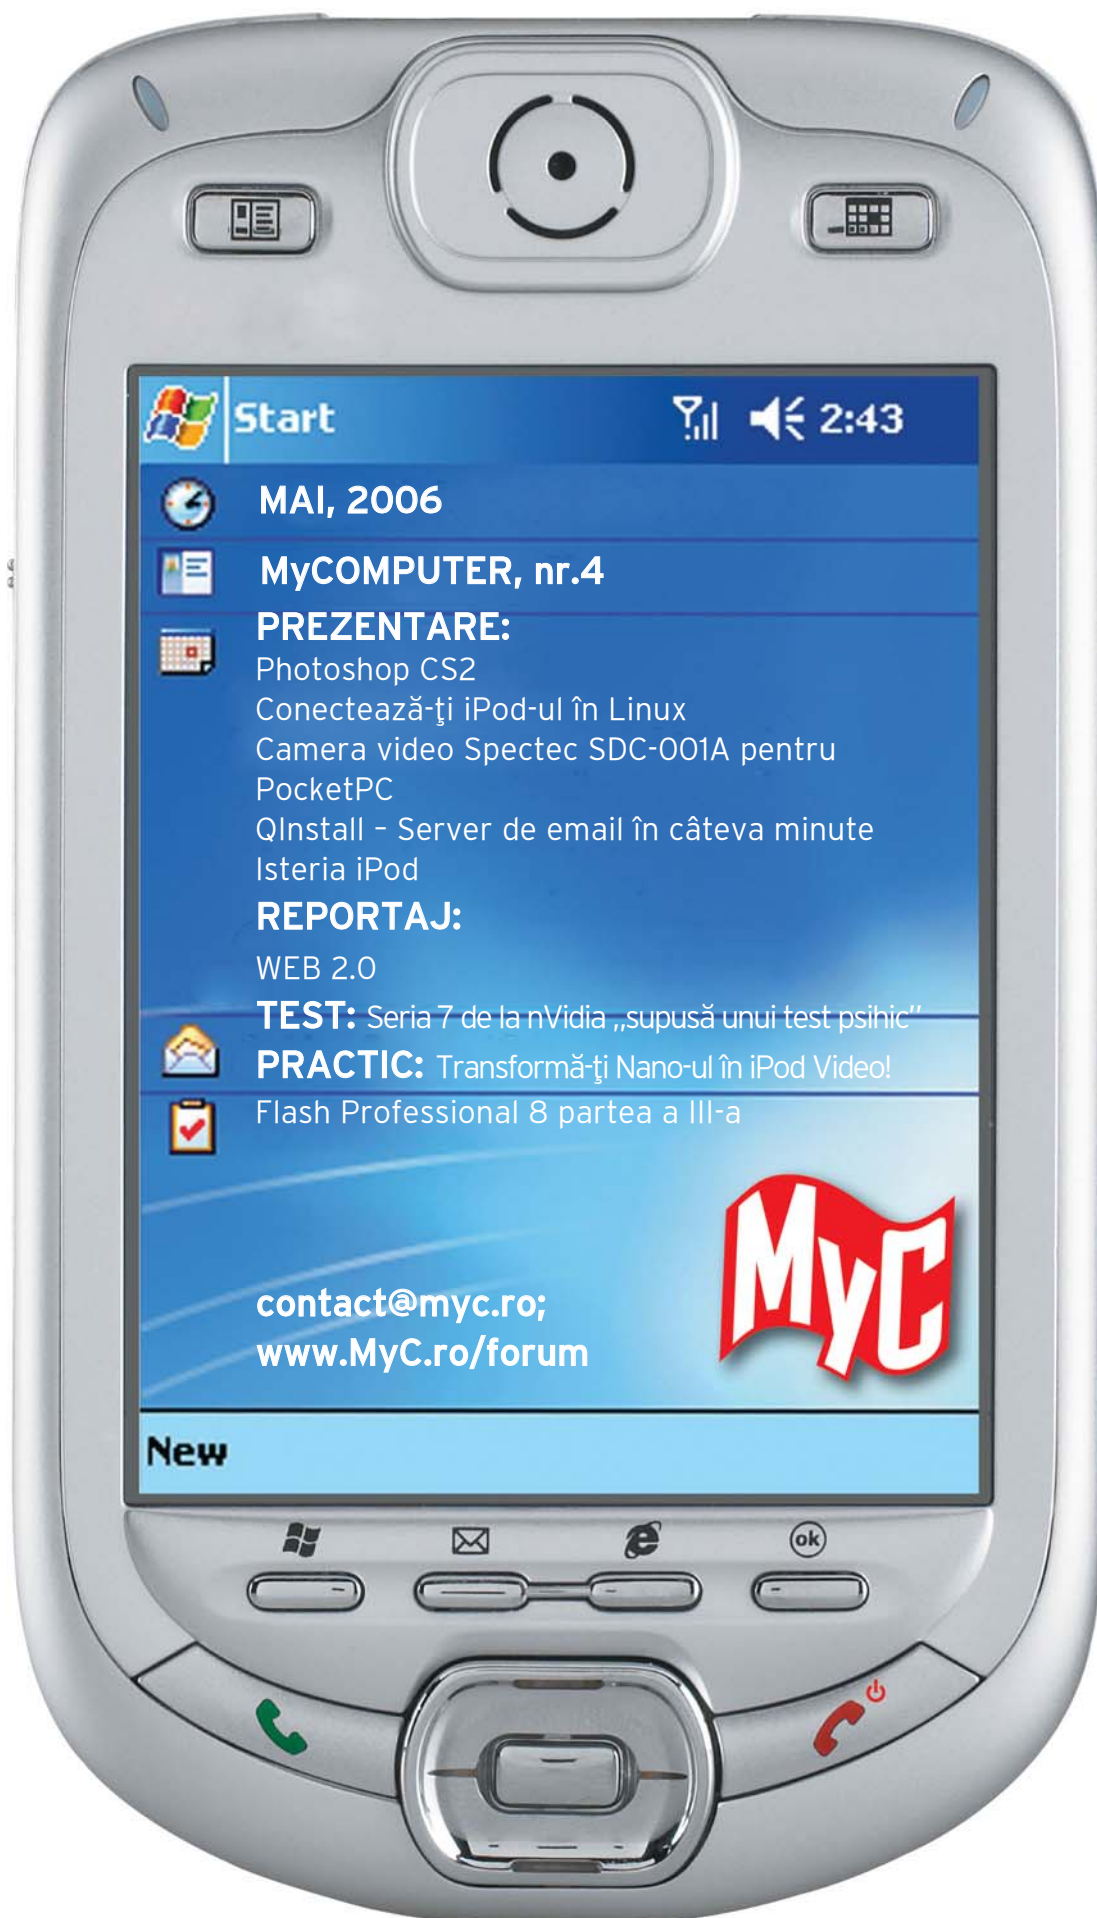 Start 2:43
MAI, 2006
MyCOMPUTER, nr.4
PREZENTARE:
Photoshop CS2
Conectează-ţi iPod-ul în Linux
Camera video Spectec SDC-001A pentru
PocketPC
QInstall – Server de email în câteva minute
Isteria iPod
REPORTAJ:
WEB 2.0
TEST: Seria 7 de la nVidia „supusă unui test psihic”
PRACTIC: Transformă-ţi Nano-ul în iPod Video!
Flash Professional 8 partea a III-a
MyC
contact@myc.ro;
www.MyC.ro/forum
New
ok